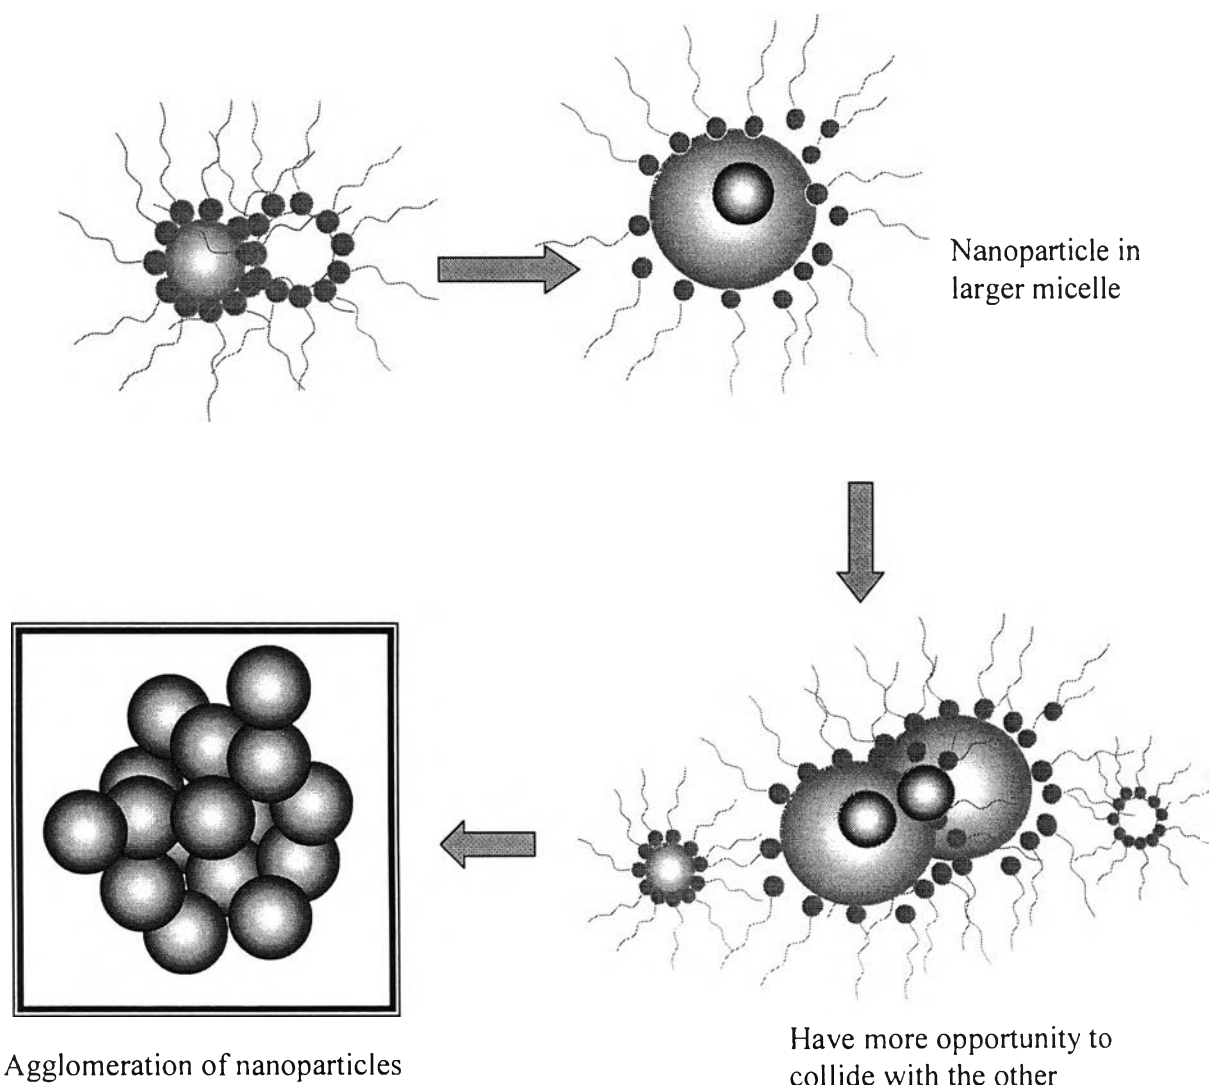 Nanoparticle in
larger micelle
Agglomeration of nanoparticles
Have more opportunity to
collide with the other